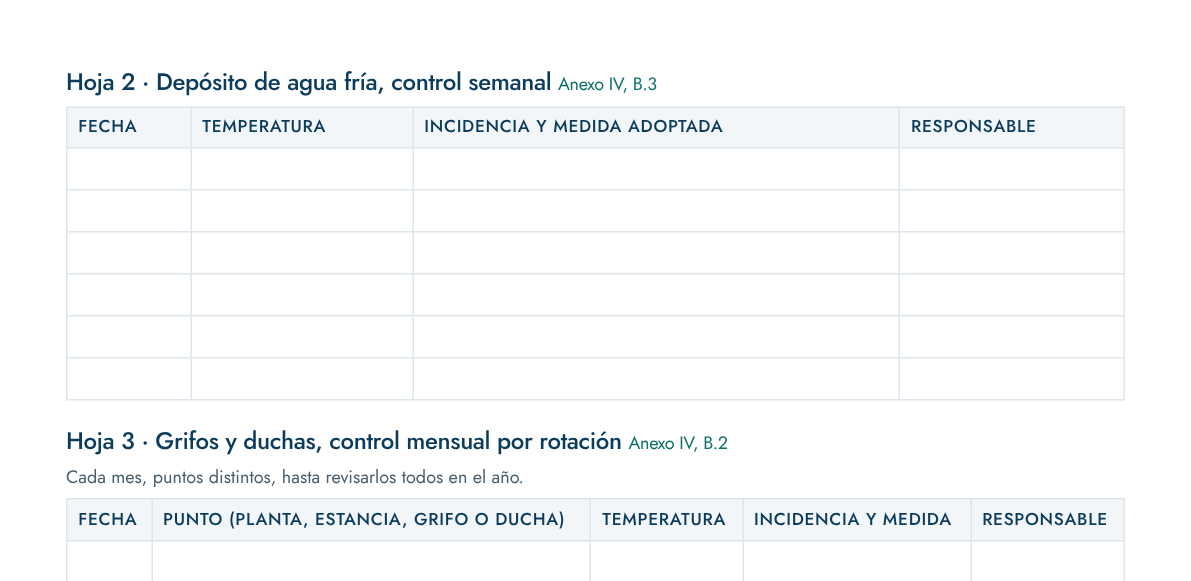 Hoja 2 · Depósito de agua fría, control semanal Anexo IV, B.3
FECHA TEMPERATURA INCIDENCIA Y MEDIDA ADOPTADA RESPONSABLE
Hoja 3 · Grifos y duchas, control mensual por rotación Anexo IV, B.2
Cada mes, puntos distintos, hasta revisarlos todos en el año.
FECHA PUNTO (PLANTA, ESTANCIA, GRIFO O DUCHA) TEMPERATURA INCIDENCIA Y MEDIDA RESPONSABLE